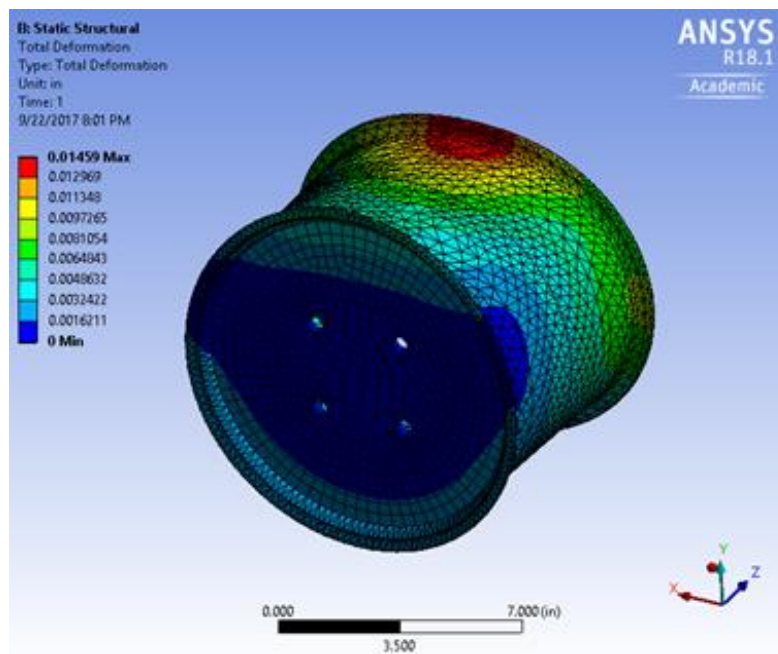 B: Static Structural
Total Deformation
Type: Total Deformation
Unit: in
Time: 1
9/22/2017 8:01 PM
ANSYS
R18.1
Academic
0.01459 Max
0.012969
0.011348
0.0097265
0.0081054
0.0064843
0.0048632
0.0032422
0.0016211
0 Min
Y
Z
X
0.000
7.000 (in)
3.500